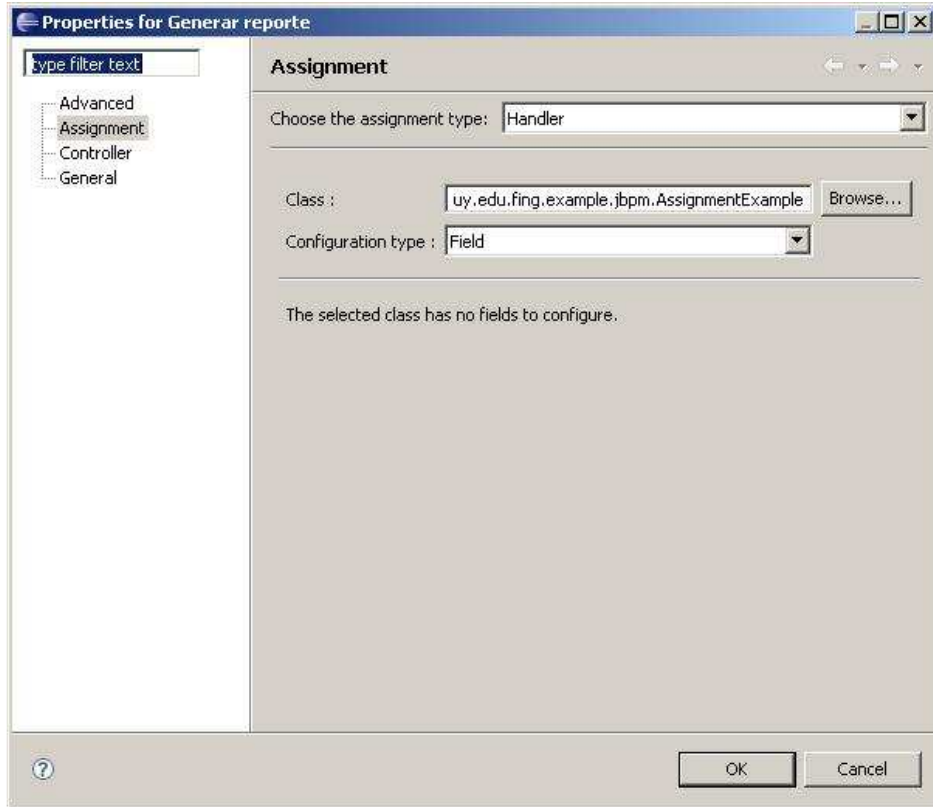 Properties for Generar reporte
type filter text
Advanced
Assignment
Controller
General
Assignment
Choose the assignment type: Handler
Class : uy.edu.fing.example.jbpm.AssignmentExample Browse...
Configuration type : Field
The selected class has no fields to configure.
?
OK Cancel